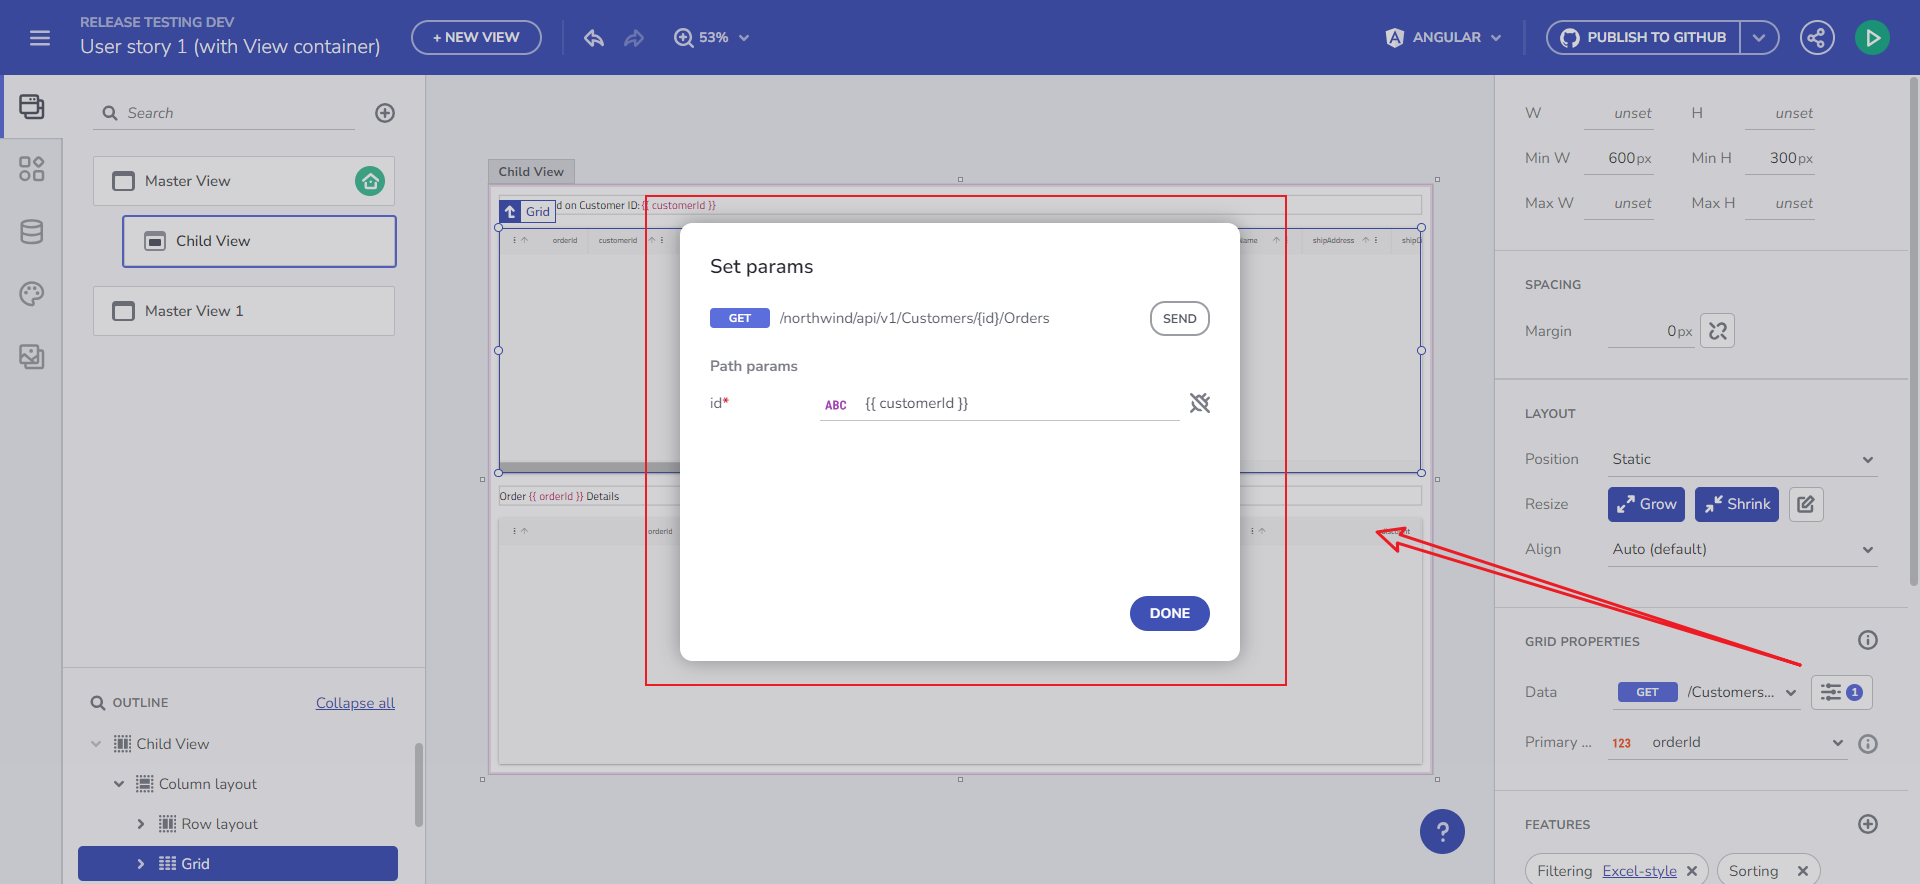 RELEASE TESTING DEV
User story 1 (with View container)
+ NEW VIEW
53%
ANGULAR
PUBLISH TO GITHUB
Search
Master View
Child View
Master View 1
OUTLINE
Collapse all
Child View
Column layout
Row layout
Grid
Child View
Grid
d on Customer ID: {{ customerId }}
orderId
customerId
shipAddress
Order {{ orderId }} Details
orderId
Set params
GET
/northwind/api/v1/Customers/{id}/Orders
SEND
Path params
id*
ABC
{{ customerId }}
DONE
?
W unset H unset
Min W 600px Min H 300px
Max W unset Max H unset
SPACING
Margin 0px
LAYOUT
Position Static
Resize Grow Shrink
Align Auto (default)
GRID PROPERTIES
Data GET /Customers... 1
Primary ... 123 orderId
FEATURES
Filtering Excel-style
Sorting